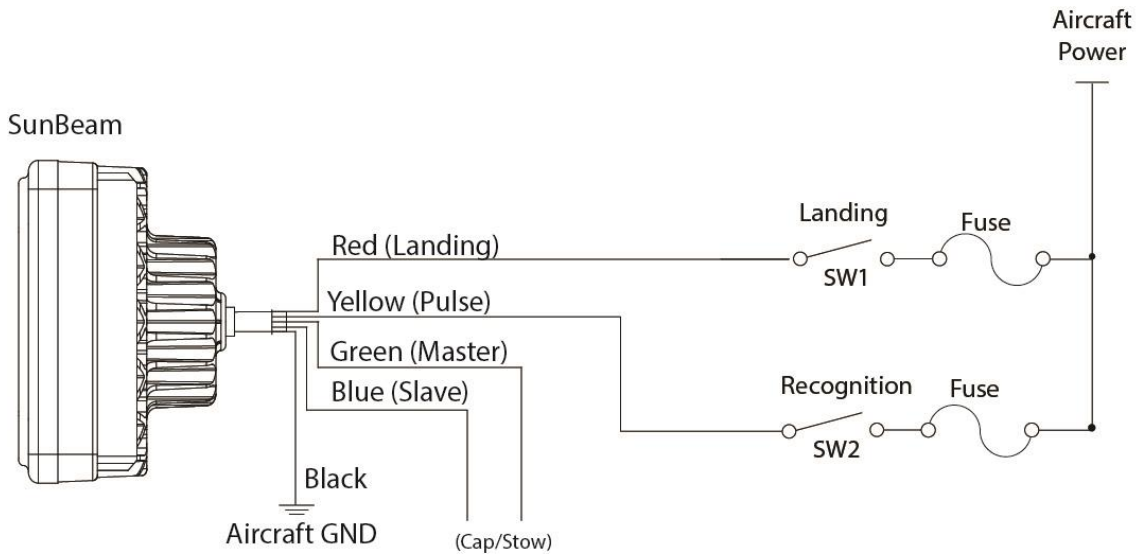 Aircraft
Power
SunBeam
Landing
Fuse
Red (Landing)
SW1
Yellow (Pulse)
Green (Master)
Recognition
Fuse
Blue (Slave)
SW2
Black
Aircraft GND
(Cap/Stow)